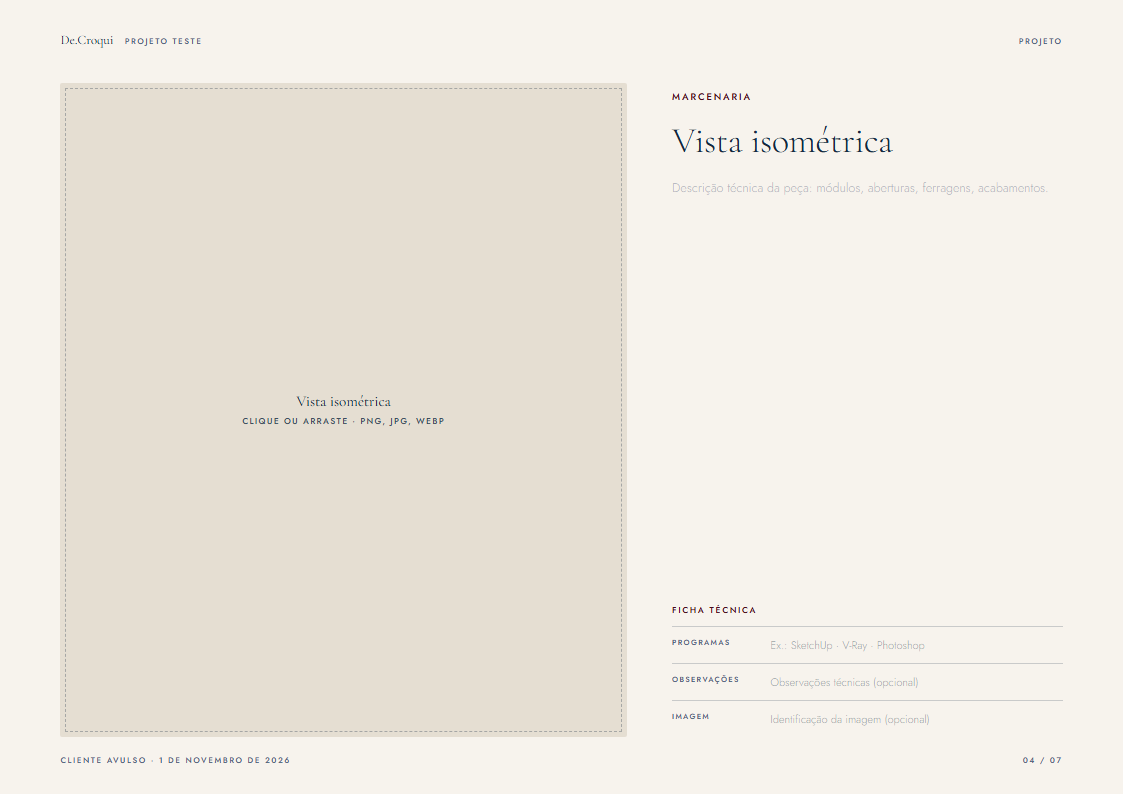 De.Croqui PROJETO TESTE
PROJETO
MARCENARIA
Vista isométrica
Descrição técnica da peça: módulos, aberturas, ferragens, acabamentos.
Vista isométrica
CLIQUE OU ARRASTE · PNG, JPG, WEBP
FICHA TÉCNICA
PROGRAMAS Ex.: SketchUp · V-Ray · Photoshop
OBSERVAÇÕES Observações técnicas (opcional)
IMAGEM Identificação da imagem (opcional)
CLIENTE AVULSO · 1 DE NOVEMBRO DE 2026
04 / 07